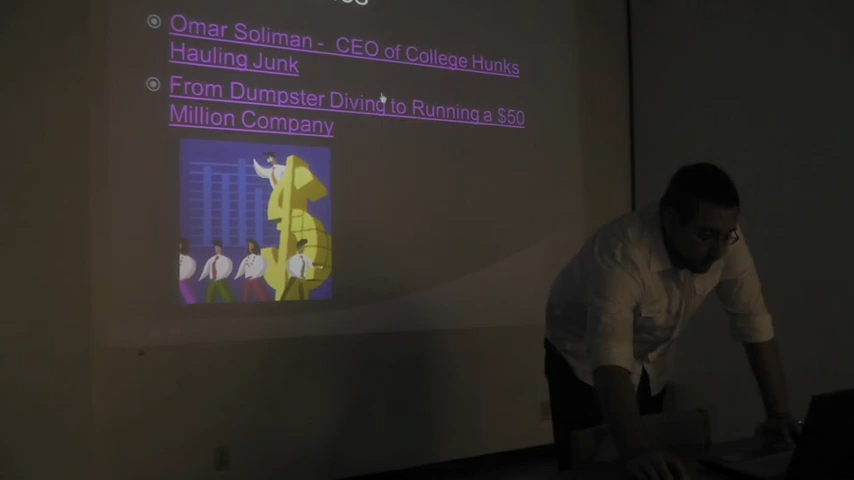 Omar Soliman - CEO of College Hunks
Hauling Junk
From Dumpster Diving to Running a $50
Million Company